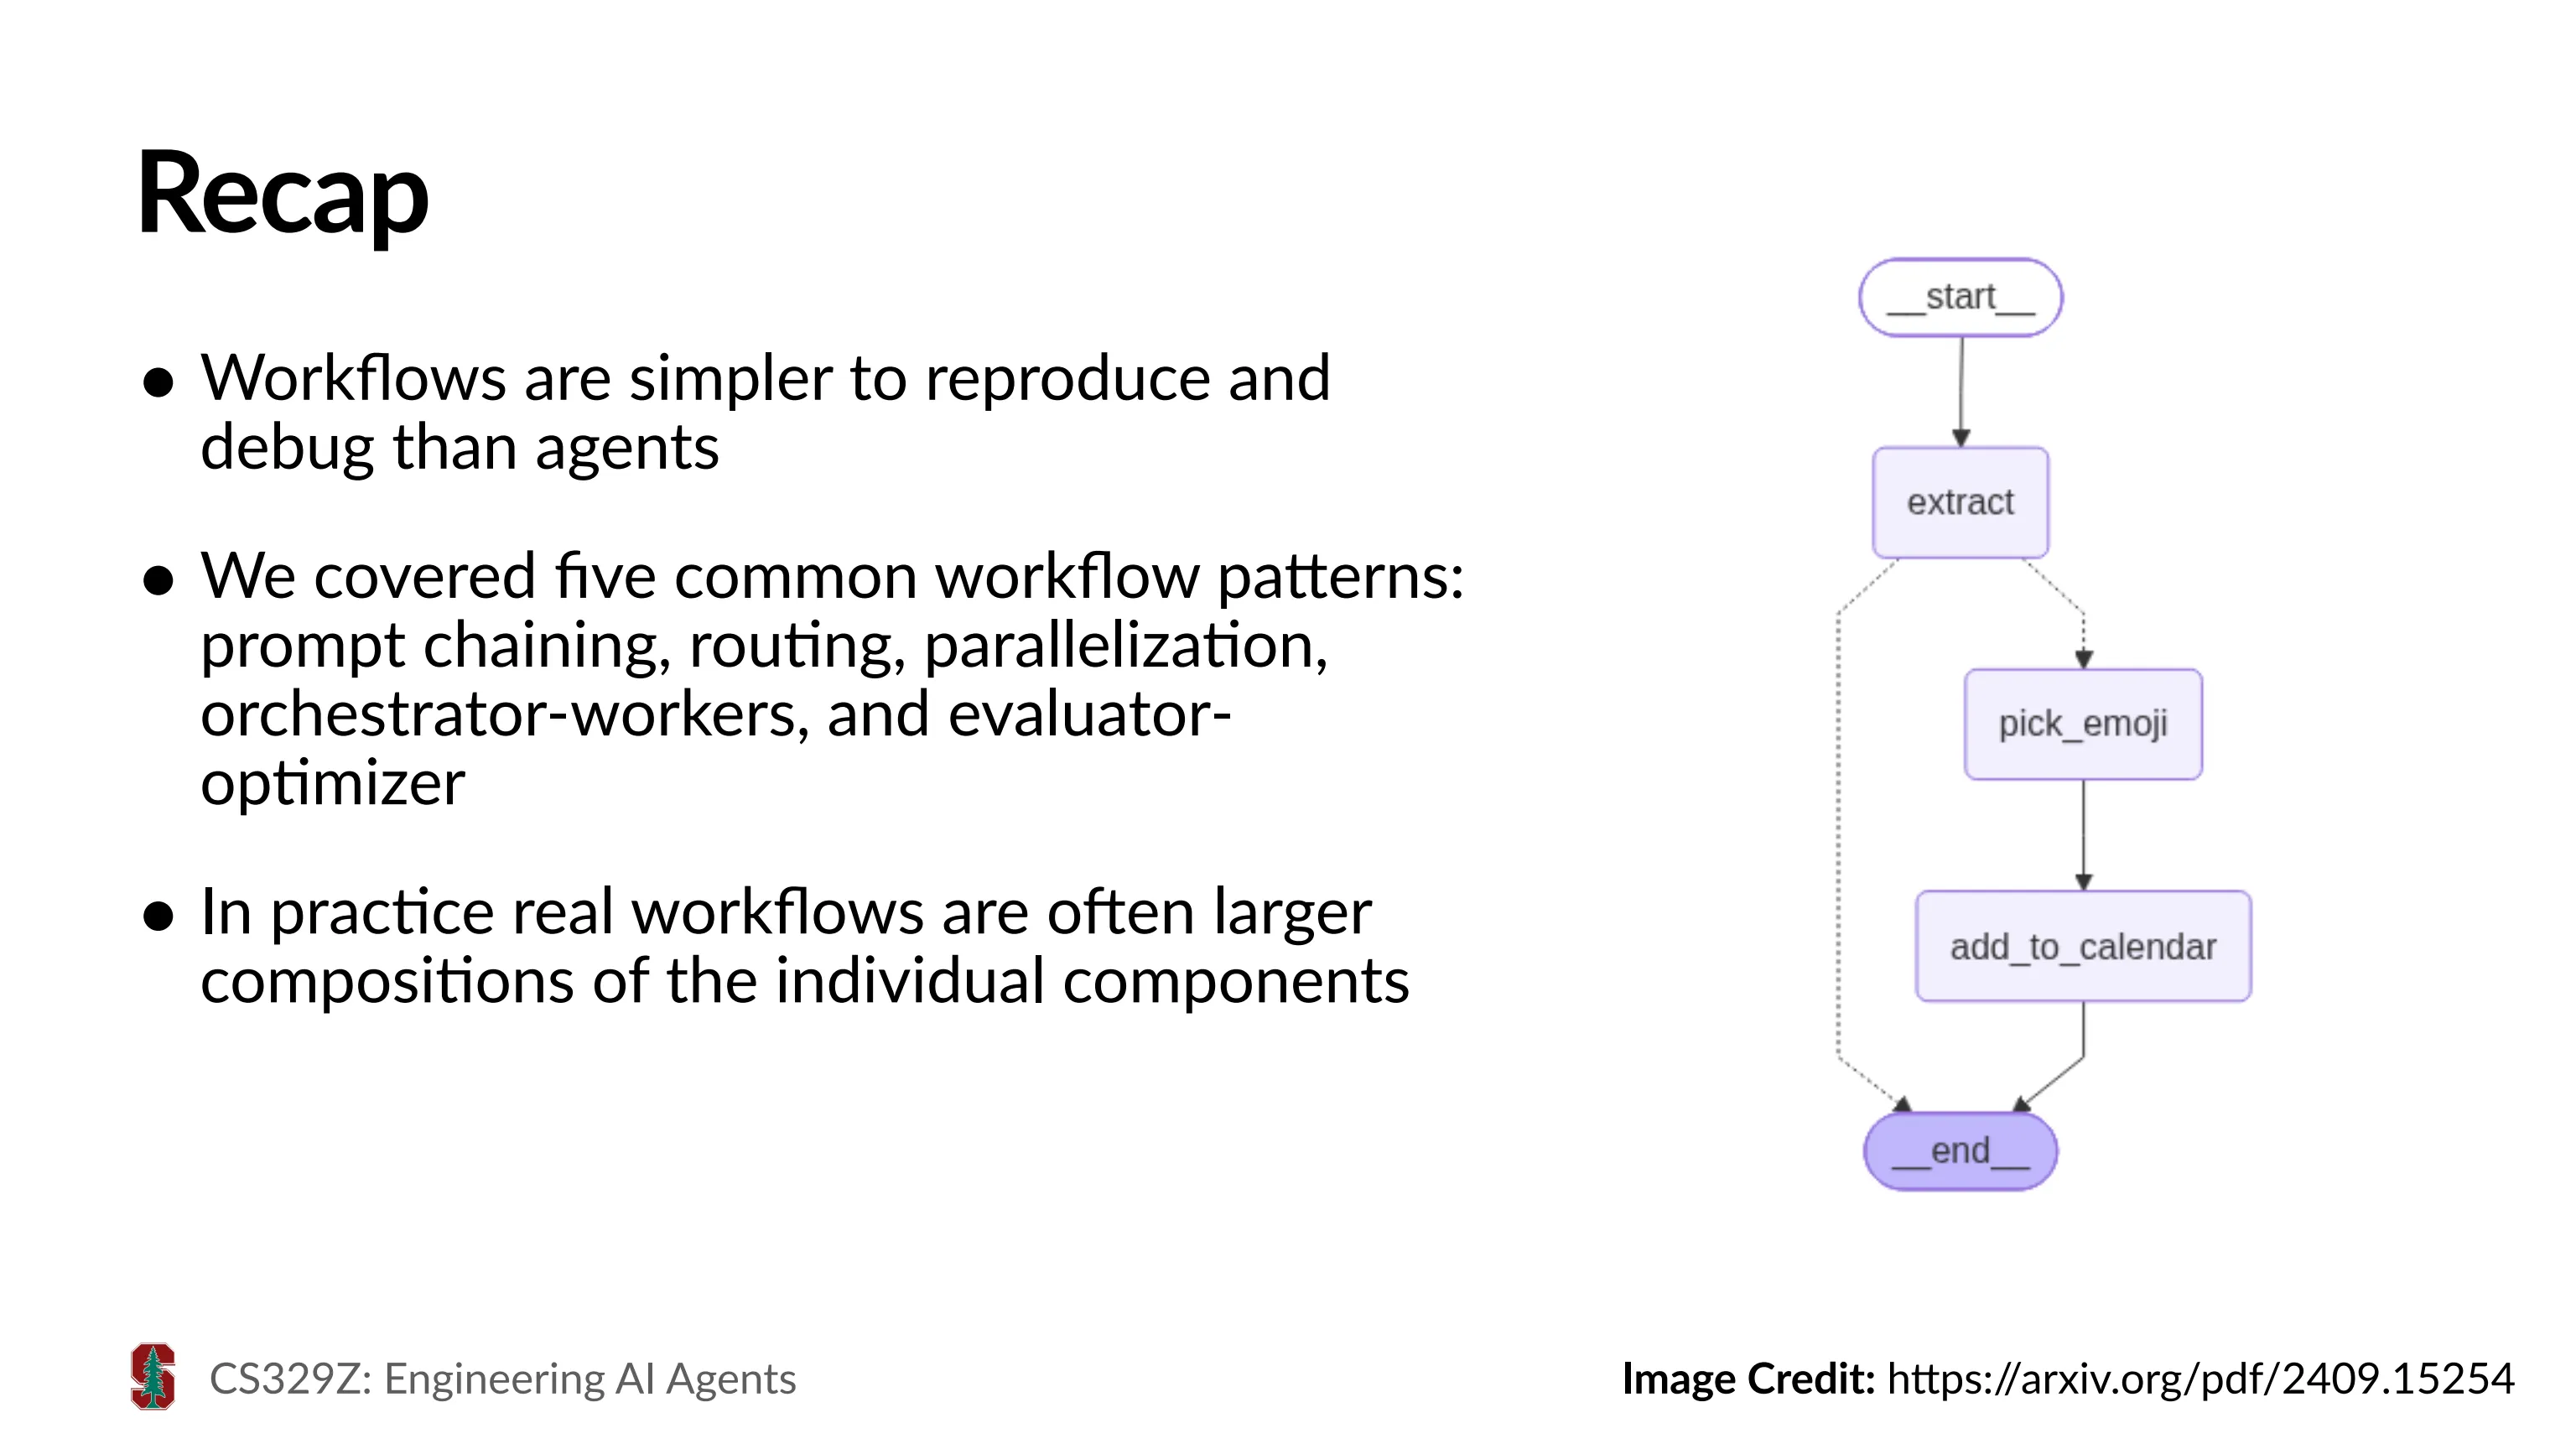 Recap
● Workflows are simpler to reproduce and
debug than agents
● We covered five common workflow patterns:
prompt chaining, routing, parallelization,
orchestrator-workers, and evaluator-
optimizer
● In practice real workflows are often larger
compositions of the individual components
__start__
extract
pick_emoji
add_to_calendar
__end__
CS329Z: Engineering AI Agents
Image Credit: https://arxiv.org/pdf/2409.15254